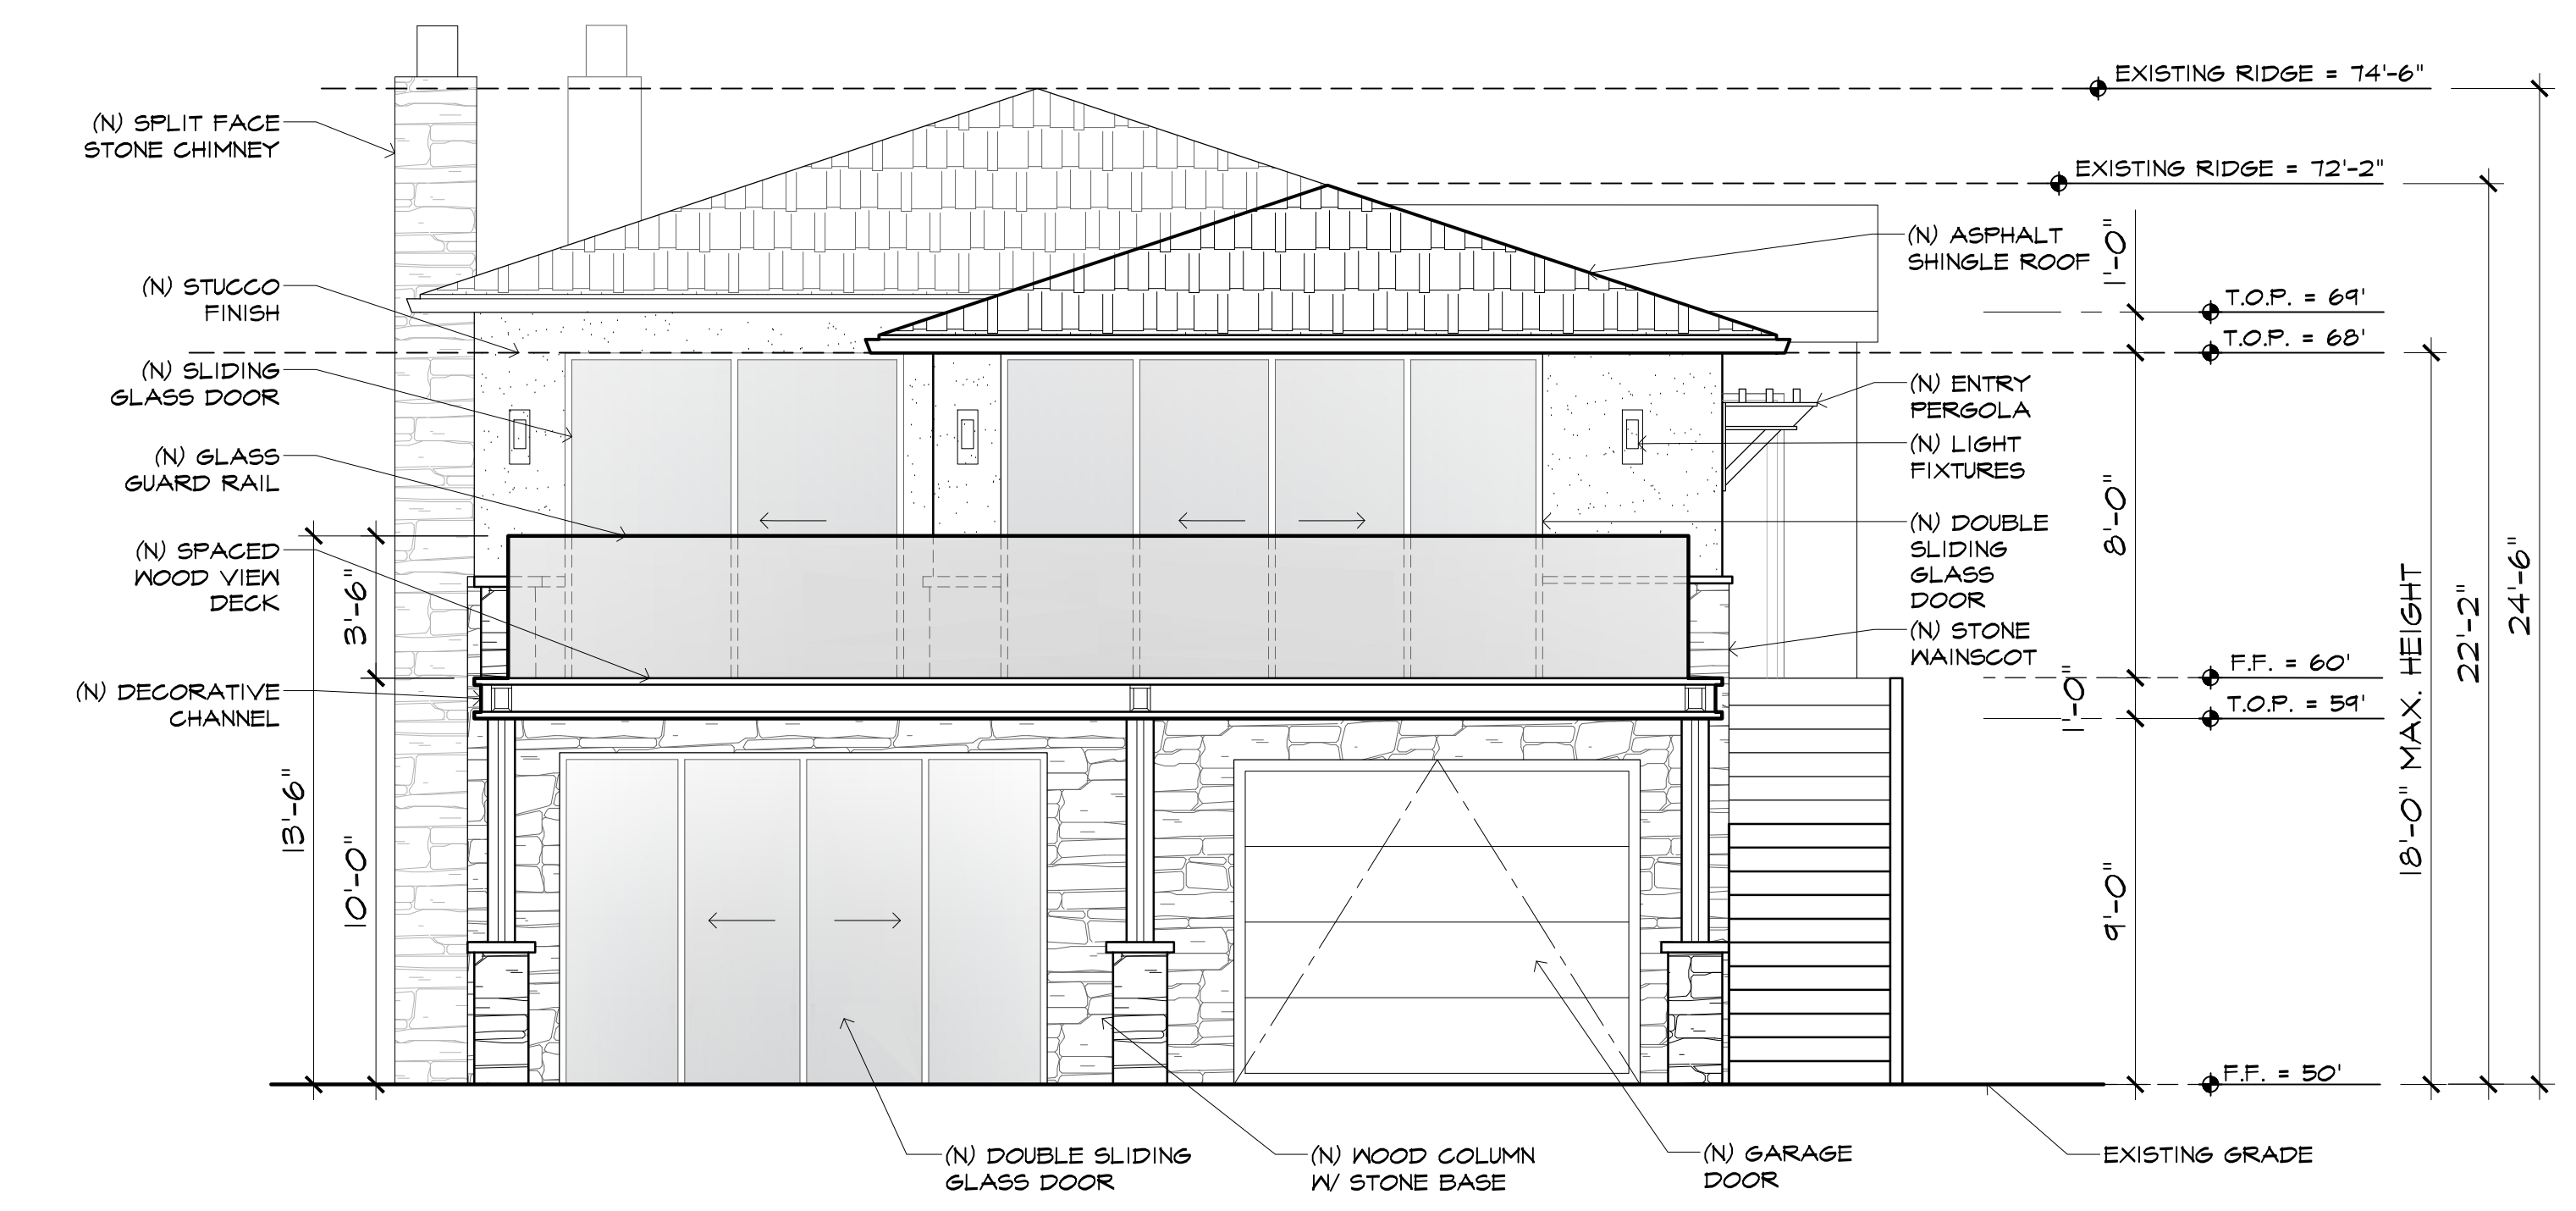 EXISTING RIDGE = 74'-6"
(N) SPLIT FACE
STONE CHIMNEY
EXISTING RIDGE = 72'-2"
(N) ASPHALT
SHINGLE ROOF
1'-0"
(N) STUCCO
FINISH
T.O.P. = 69'
T.O.P. = 68'
(N) SLIDING
GLASS DOOR
(N) ENTRY
PERGOLA
(N) GLASS
GUARD RAIL
(N) LIGHT
FIXTURES
8'-0"
(N) SPACED
WOOD VIEW
DECK
3'-6"
(N) DOUBLE
SLIDING
GLASS
DOOR
(N) STONE
WAINSCOT
24'-6"
22'-2"
18'-0" MAX. HEIGHT
F.F. = 60'
1'-0"
T.O.P. = 59'
(N) DECORATIVE
CHANNEL
13'-6"
10'-0"
9'-0"
F.F. = 50'
(N) DOUBLE SLIDING
GLASS DOOR
(N) WOOD COLUMN
W/ STONE BASE
(N) GARAGE
DOOR
EXISTING GRADE